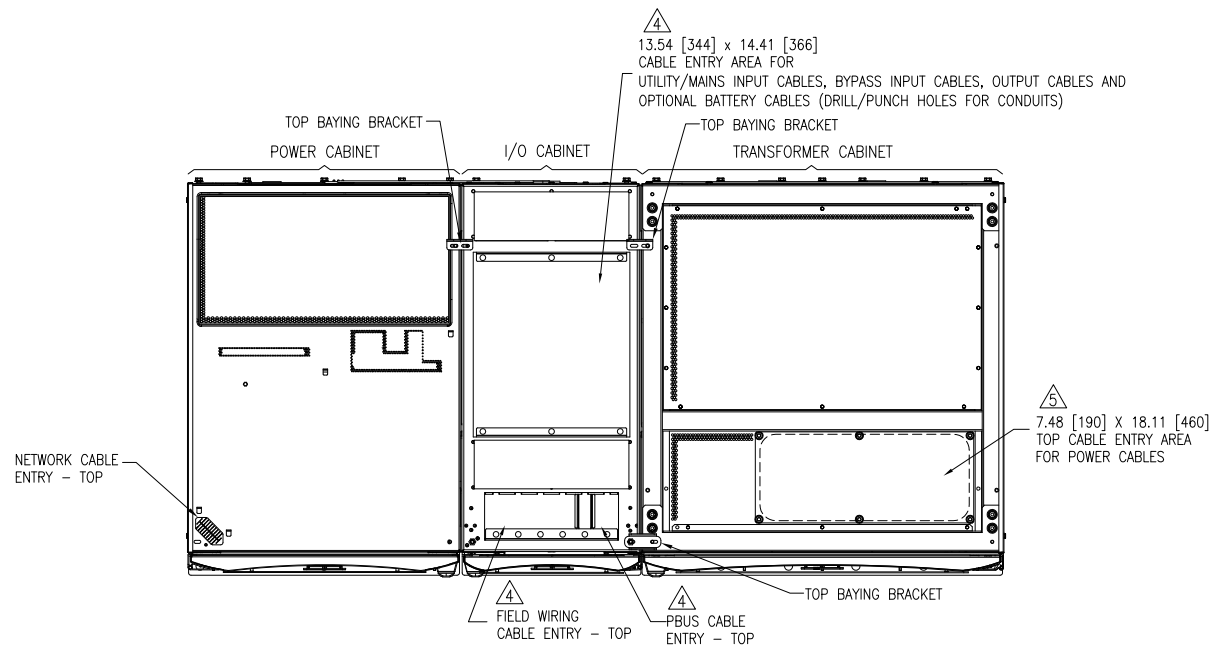 4
13.54 [344] x 14.41 [366]
CABLE ENTRY AREA FOR
UTILITY/MAINS INPUT CABLES, BYPASS INPUT CABLES, OUTPUT CABLES AND
OPTIONAL BATTERY CABLES (DRILL/PUNCH HOLES FOR CONDUITS)
TOP BAYING BRACKET
TOP BAYING BRACKET
POWER CABINET
I/O CABINET
TRANSFORMER CABINET
5
7.48 [190] X 18.11 [460]
TOP CABLE ENTRY AREA
FOR POWER CABLES
NETWORK CABLE
ENTRY – TOP
4
FIELD WIRING
CABLE ENTRY – TOP
4
PBUS CABLE
ENTRY – TOP
TOP BAYING BRACKET